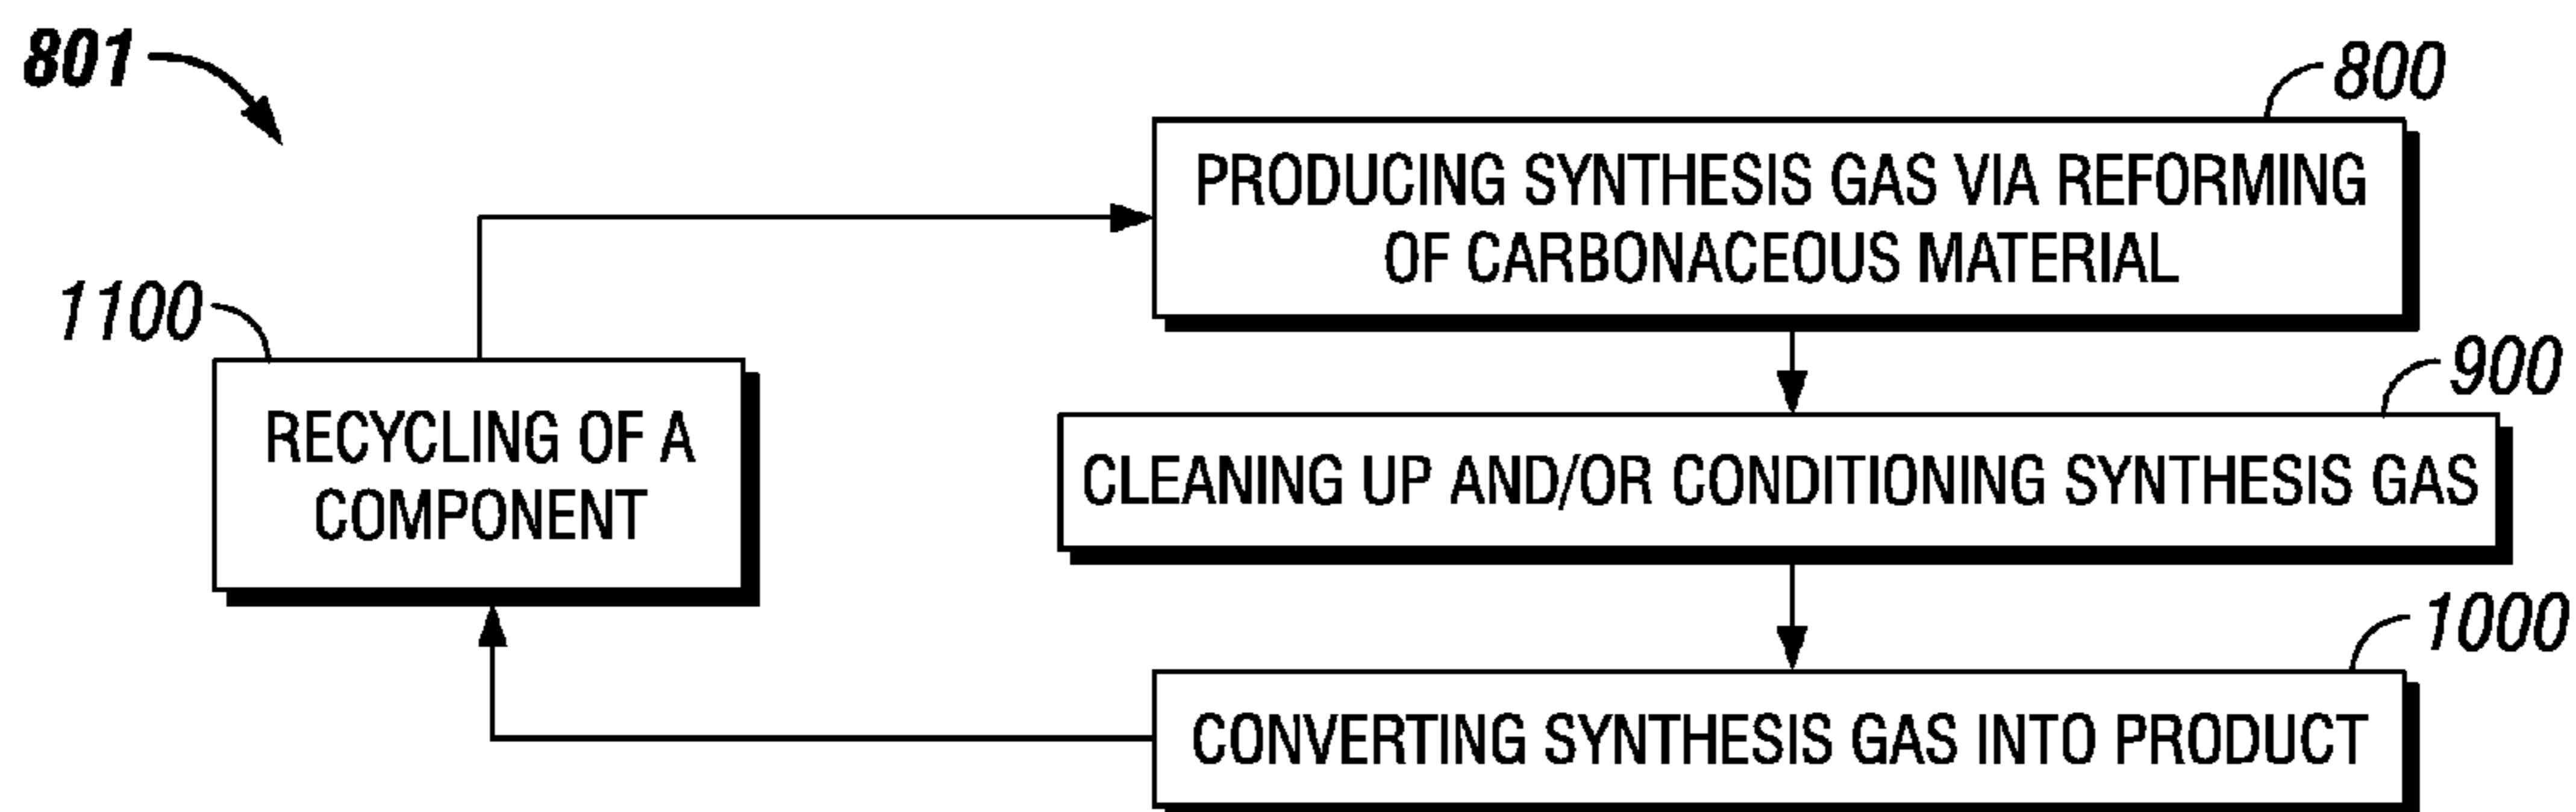 801
800
PRODUCING SYNTHESIS GAS VIA REFORMING
OF CARBONACEOUS MATERIAL
1100
RECYCLING OF A
COMPONENT
900
CLEANING UP AND/OR CONDITIONING SYNTHESIS GAS
1000
CONVERTING SYNTHESIS GAS INTO PRODUCT